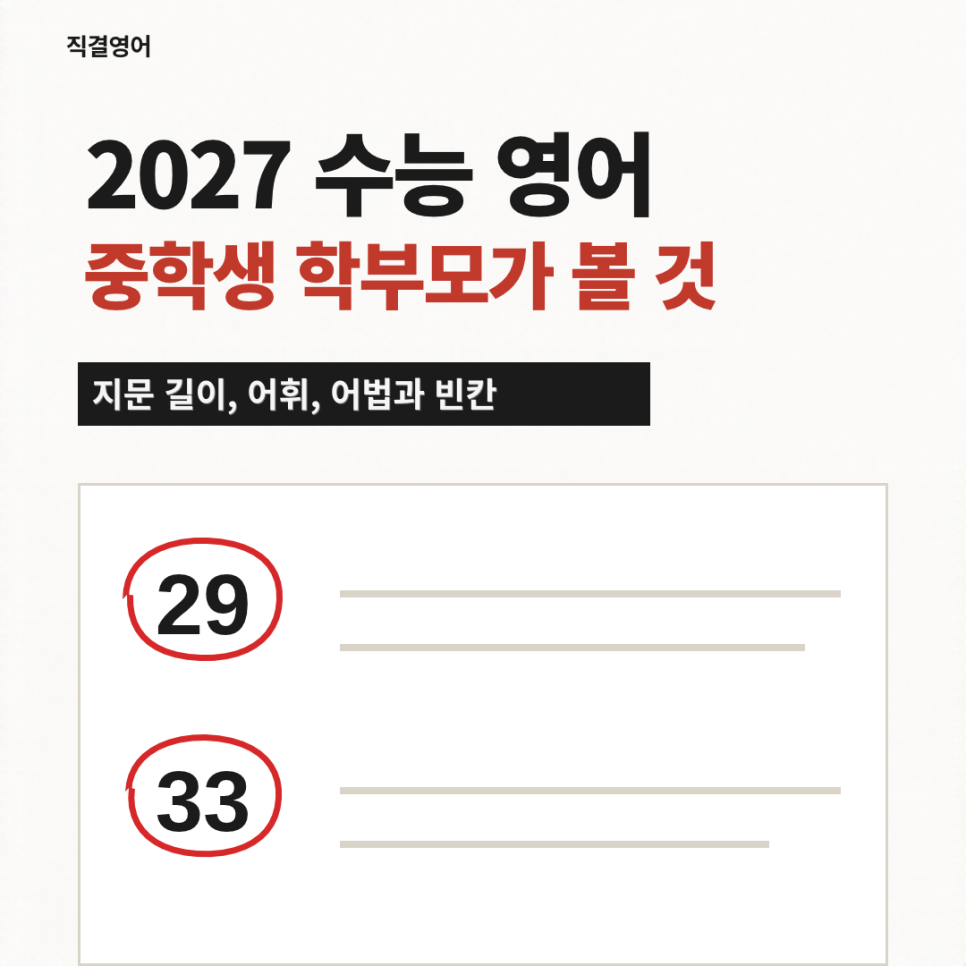 직결영어
2027 수능 영어
중학생 학부모가 볼 것
지문 길이, 어휘, 어법과 빈칸
29
33